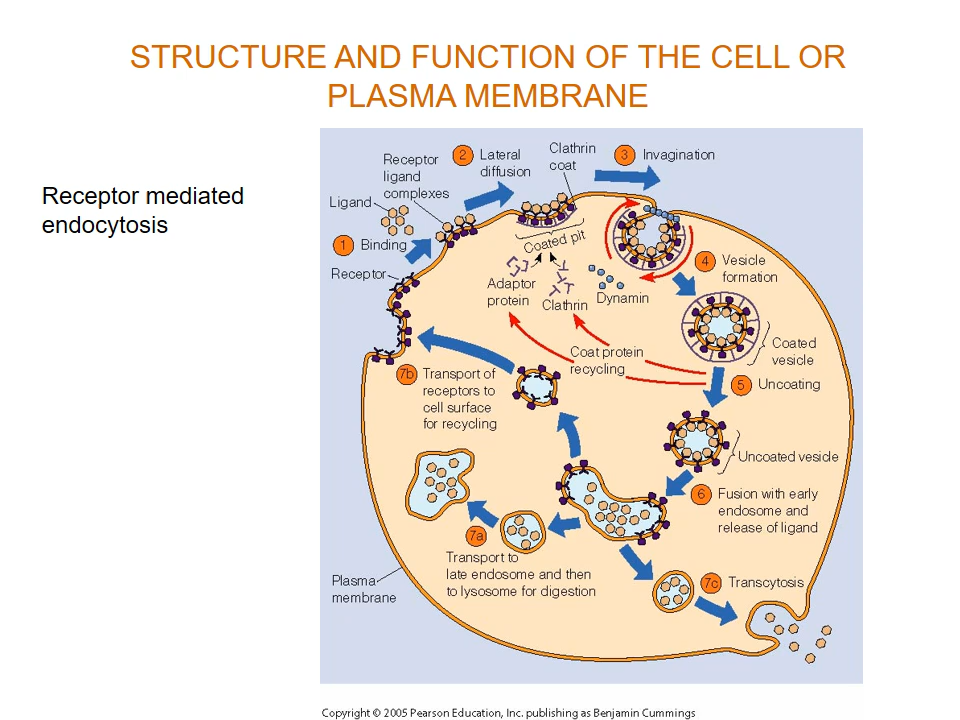 STRUCTURE AND FUNCTION OF THE CELL OR
PLASMA MEMBRANE
Receptor mediated
endocytosis
Ligand
Receptor
ligand
complexes
1 Binding
Receptor
2 Lateral
diffusion
Clathrin
coat
3 Invagination
Coated pit
Adaptor
protein
Clathrin
Dynamin
4 Vesicle
formation
Coated
vesicle
Coat protein
recycling
5 Uncoating
Uncoated vesicle
6 Fusion with early
endosome and
release of ligand
7b Transport of
receptors to
cell surface
for recycling
7a
Transport to
late endosome and then
to lysosome for digestion
7c Transcytosis
Plasma
membrane
Copyright © 2005 Pearson Education, Inc. publishing as Benjamin Cummings